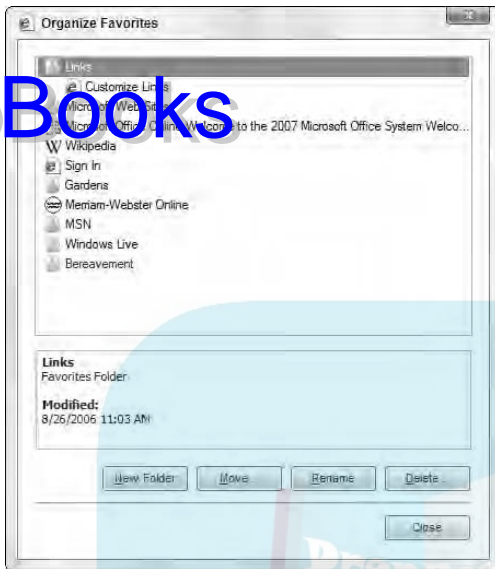 Organize Favorites
Links
Customize Links
Microsoft Web Sites
Books
Microsoft Office Online Welcome to the 2007 Microsoft Office System Welco...
Wikipedia
Sign In
Gardens
Merriam-Webster Online
MSN
Windows Live
Bereavement
Links
Favorites Folder
Modified:
8/26/2006 11:03 AM
New Folder
Move...
Rename
Delete...
Close